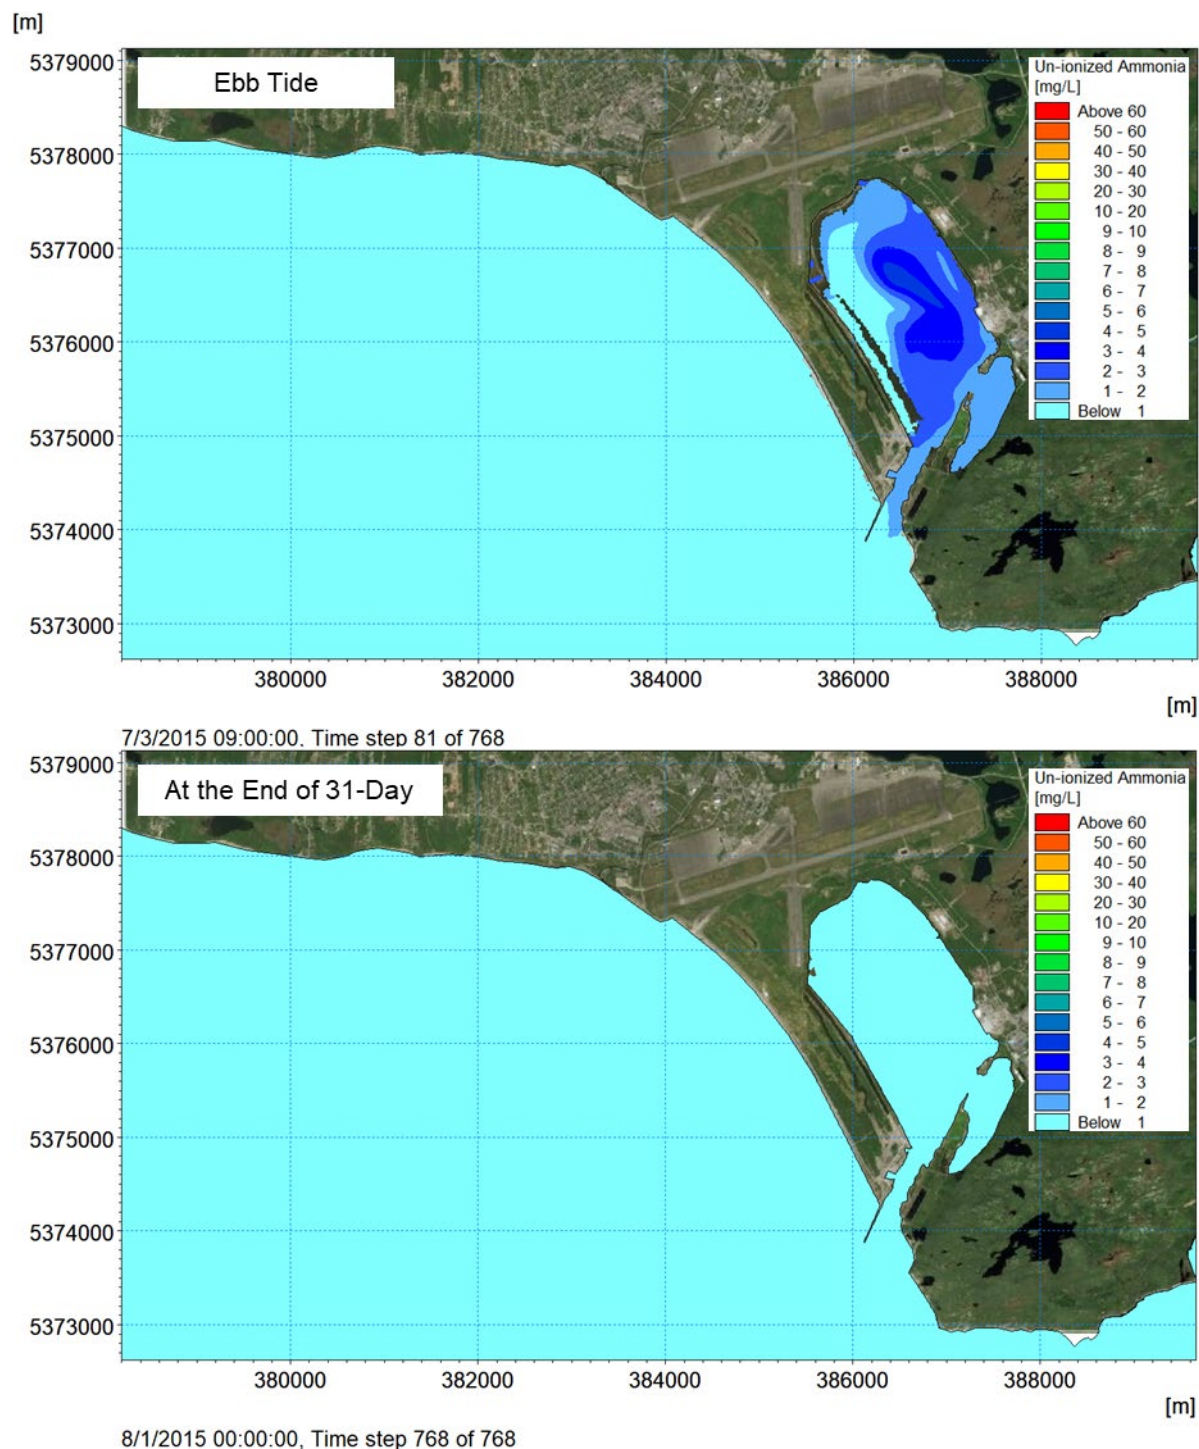 [m]
5379000
5378000
5377000
5376000
5375000
5374000
5373000
Ebb Tide
Un-ionized Ammonia
[mg/L]
Above 60
50 - 60
40 - 50
30 - 40
20 - 30
10 - 20
9 - 10
8 - 9
7 - 8
6 - 7
5 - 6
4 - 5
3 - 4
2 - 3
1 - 2
Below 1
380000 382000 384000 386000 388000
[m]
7/3/2015 09:00:00, Time step 81 of 768
5379000
5378000
5377000
5376000
5375000
5374000
5373000
At the End of 31-Day
Un-ionized Ammonia
[mg/L]
Above 60
50 - 60
40 - 50
30 - 40
20 - 30
10 - 20
9 - 10
8 - 9
7 - 8
6 - 7
5 - 6
4 - 5
3 - 4
2 - 3
1 - 2
Below 1
380000 382000 384000 386000 388000
[m]
8/1/2015 00:00:00, Time step 768 of 768